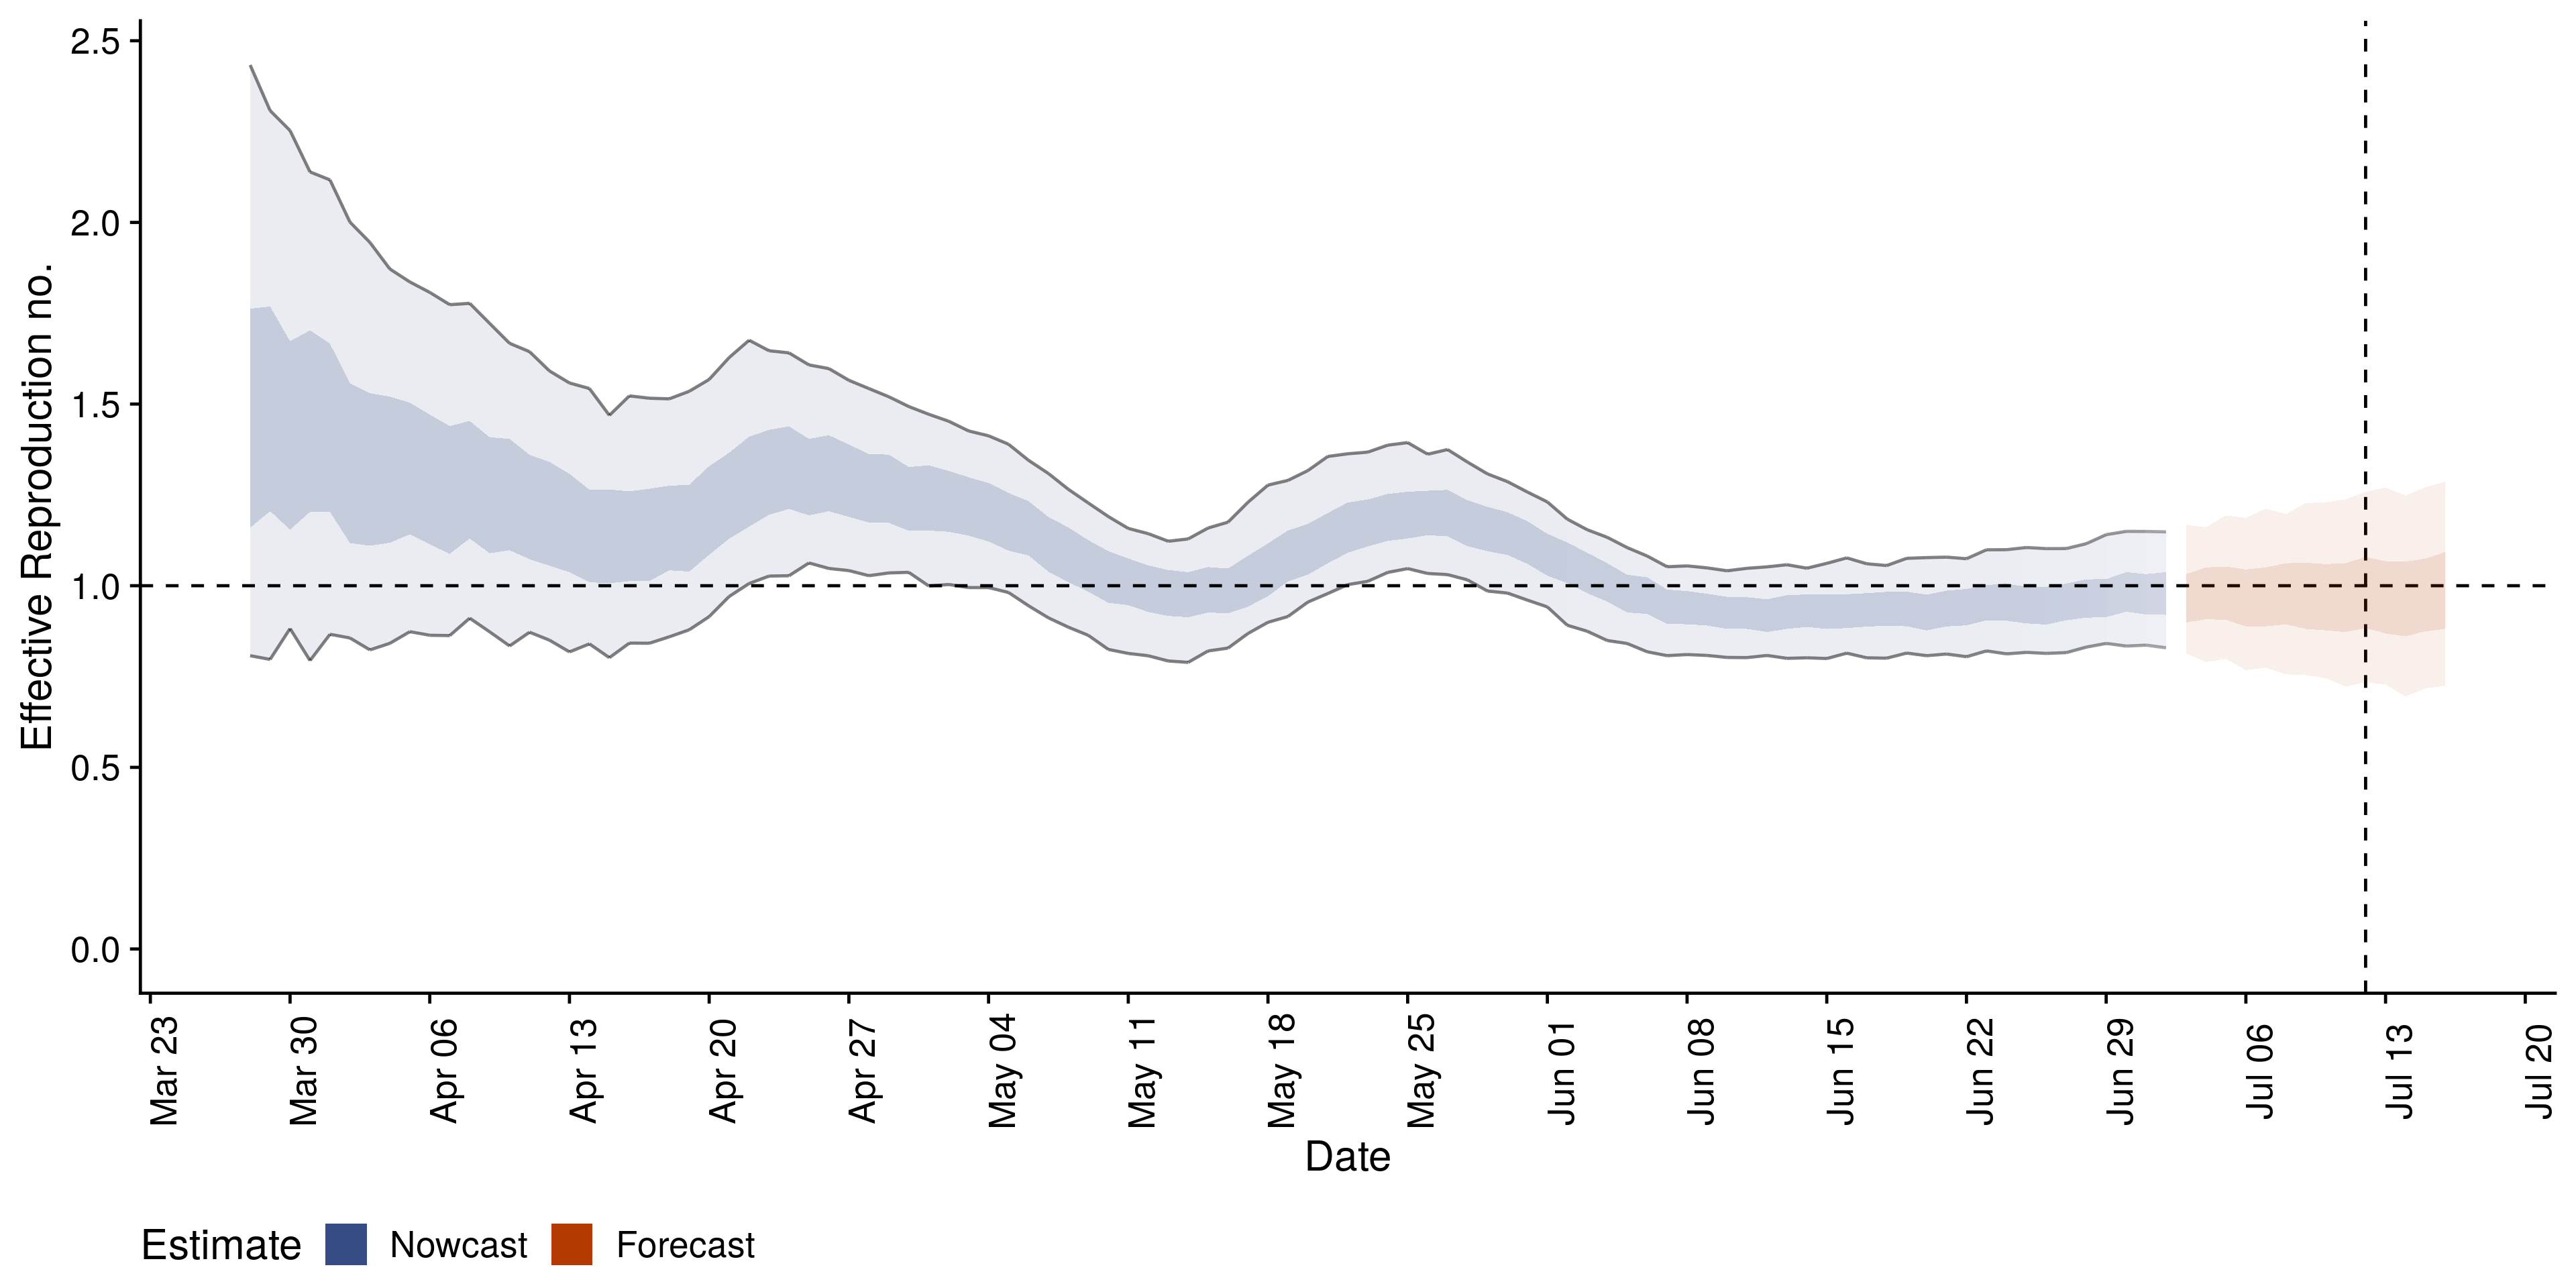 Effective Reproduction no.
2.5
2.0
1.5
1.0
0.5
0.0
Mar 23
Mar 30
Apr 06
Apr 13
Apr 20
Apr 27
May 04
May 11
May 18
May 25
Jun 01
Jun 08
Jun 15
Jun 22
Jun 29
Jul 06
Jul 13
Jul 20
Date
Estimate Nowcast Forecast